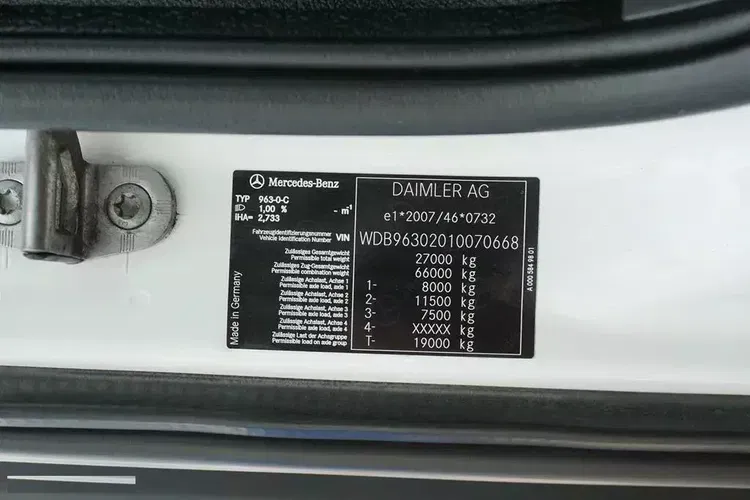 Mercedes-Benz
TYP 963-0-C
1,00 % - m⁻¹
IHA= 2,733
Fahrzeugidentifizierungsnummer
Vehicle Identification Number VIN
Zulässiges Gesamtgewicht
Permissible total weight
Zulässiges Zug-Gesamtgewicht
Permissible combination weight
Zulässige Achslast, Achse 1
Permissible axle load, axle 1
Zulässige Achslast, Achse 2
Permissible axle load, axle 2
Zulässige Achslast, Achse 3
Permissible axle load, axle 3
Zulässige Achslast, Achse 4
Permissible axle load, axle 4
Zulässige Last der Achsgruppe
Permissible load on axle group
Made in Germany
DAIMLER AG
e1*2007/46*0732
WDB96302010070668
27000 kg
66000 kg
1- 8000 kg
2- 11500 kg
3- 7500 kg
4- XXXXX kg
T- 19000 kg
A 000 584 98 01